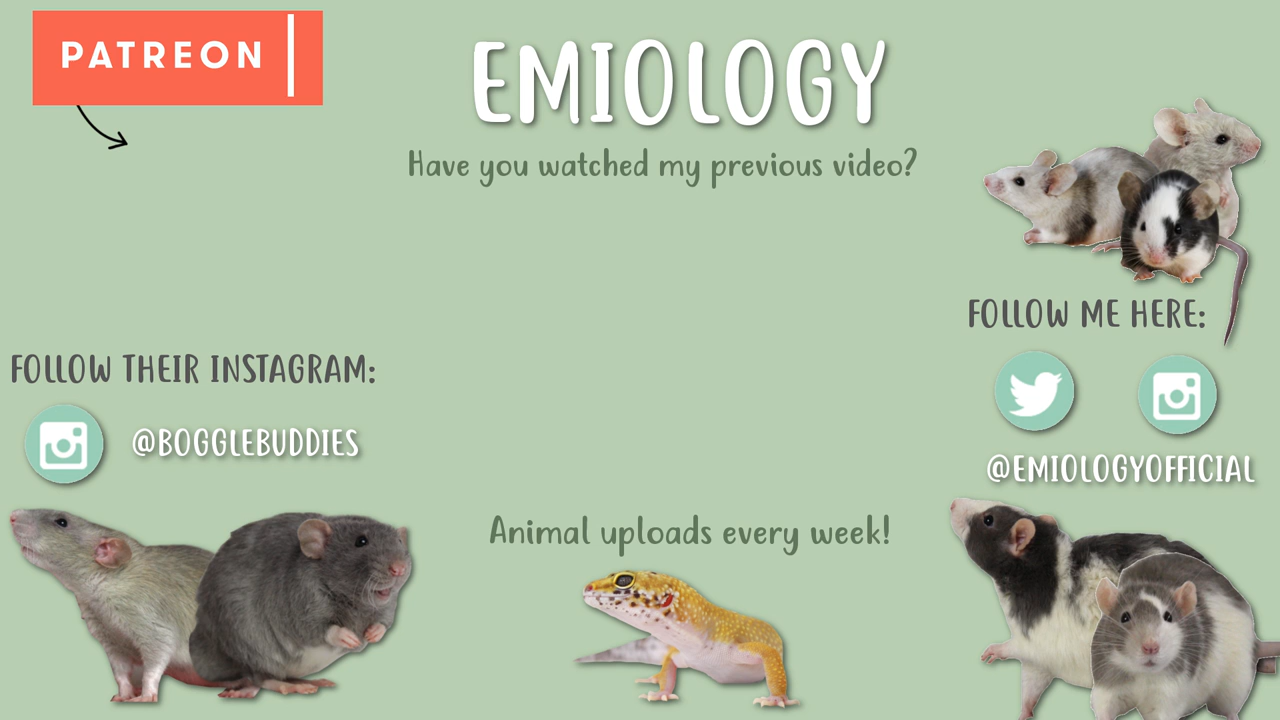 PATREON
EMIOLOGY
Have you watched my previous video?
FOLLOW ME HERE:
@EMIOLOGYOFFICIAL
FOLLOW THEIR INSTAGRAM:
@BOGGLEBUDDIES
Animal uploads every week!